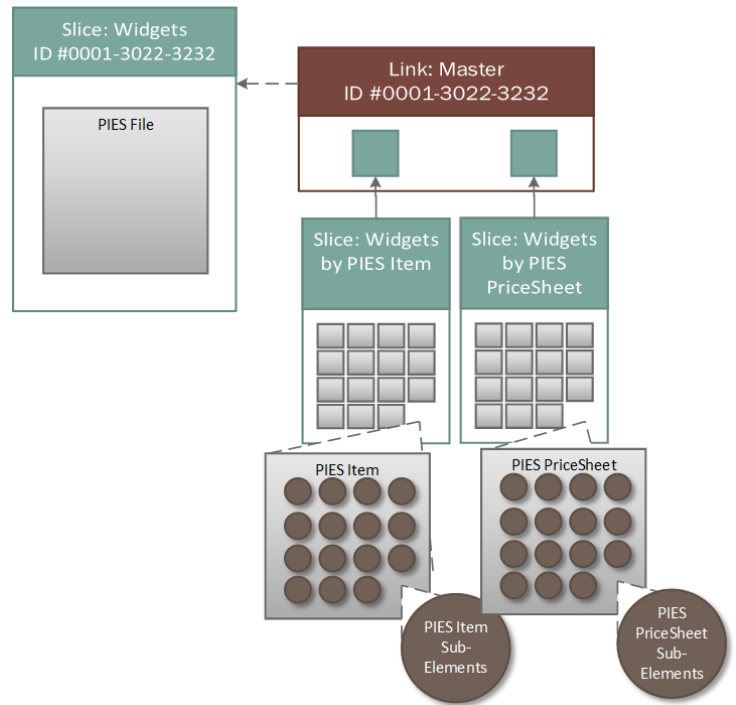 Slice: Widgets
ID #0001-3022-3232
PIES File
Link: Master
ID #0001-3022-3232
Slice: Widgets
by PIES Item
Slice: Widgets
by PIES
PriceSheet
PIES Item
PIES PriceSheet
PIES Item
Sub-
Elements
PIES
PriceSheet
Sub-
Elements